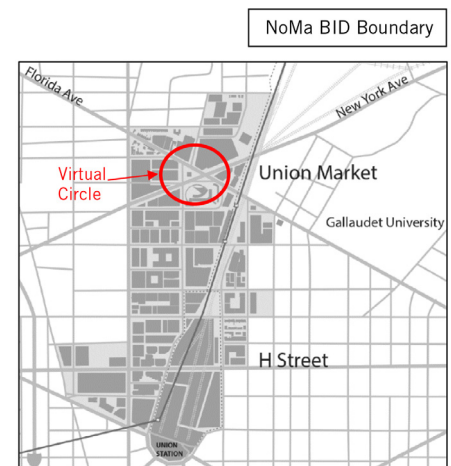 NoMa BID Boundary
Florida Ave
New York Ave
Virtual
Circle
Union Market
Gallaudet University
H Street
UNION
STATION